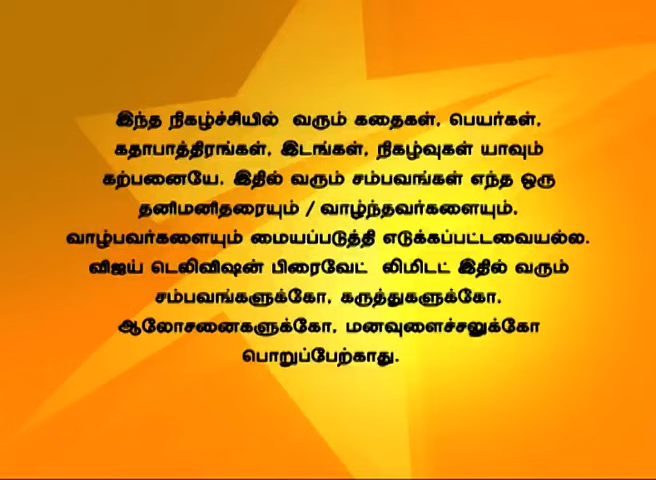 இந்த நிகழ்ச்சியில் வரும் கதைகள், பெயர்கள்,
கதாபாத்திரங்கள், இடங்கள், நிகழ்வுகள் யாவும்
கற்பனையே. இதில் வரும் சம்பவங்கள் எந்த ஒரு
தனிமனிதரையும் / வாழ்ந்தவர்களையும்,
வாழ்பவர்களையும் மையப்படுத்தி எடுக்கப்பட்டவையல்ல.
விஜய் டெலிவிஷன் பிரைவேட் லிமிடட் இதில் வரும்
சம்பவங்களுக்கோ, கருத்துகளுக்கோ,
ஆலோசனைகளுக்கோ, மனவுளைச்சலுக்கோ
பொறுப்பேற்காது.